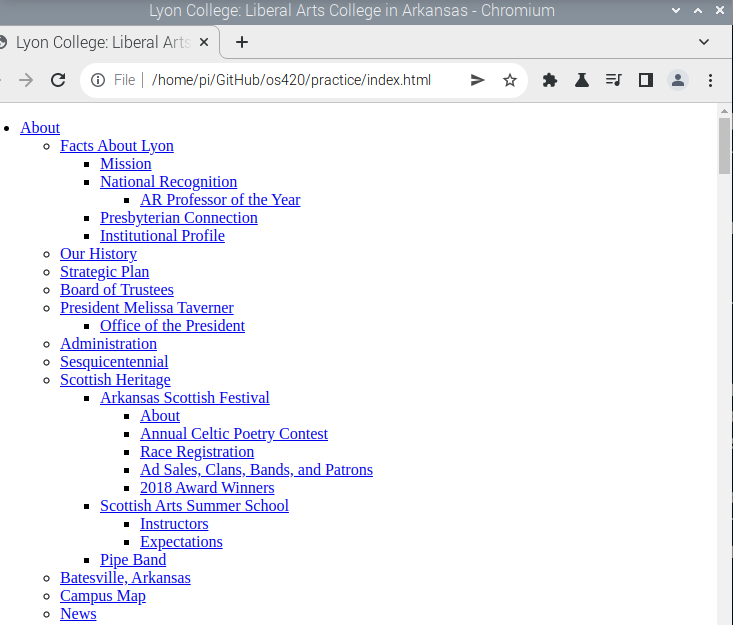 Lyon College: Liberal Arts College in Arkansas - Chromium
Lyon College: Liberal Arts
File /home/pi/GitHub/os420/practice/index.html
About
Facts About Lyon
Mission
National Recognition
AR Professor of the Year
Presbyterian Connection
Institutional Profile
Our History
Strategic Plan
Board of Trustees
President Melissa Taverner
Office of the President
Administration
Sesquicentennial
Scottish Heritage
Arkansas Scottish Festival
About
Annual Celtic Poetry Contest
Race Registration
Ad Sales, Clans, Bands, and Patrons
2018 Award Winners
Scottish Arts Summer School
Instructors
Expectations
Pipe Band
Batesville, Arkansas
Campus Map
News